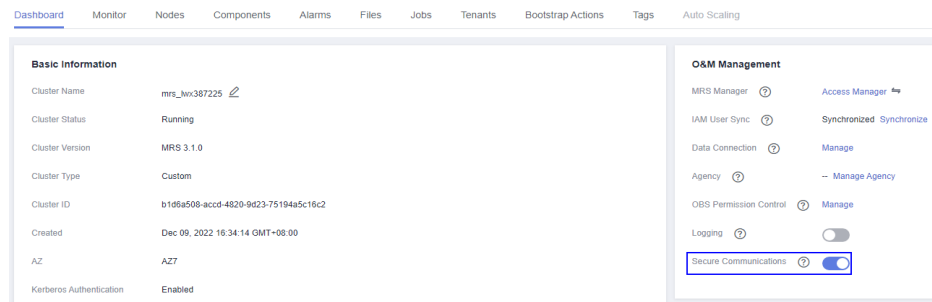 Dashboard Monitor Nodes Components Alarms Files Jobs Tenants Bootstrap Actions Tags Auto Scaling
Basic Information
Cluster Name mrs_lwx387225
Cluster Status Running
Cluster Version MRS 3.1.0
Cluster Type Custom
Cluster ID b1d6a508-accd-4820-9d23-75194a5c16c2
Created Dec 09, 2022 16:34:14 GMT+08:00
AZ AZ7
Kerberos Authentication Enabled
O&M Management
MRS Manager ? Access Manager
IAM User Sync ? Synchronized Synchronize
Data Connection ? Manage
Agency ? -- Manage Agency
OBS Permission Control ? Manage
Logging ?
Secure Communications ?